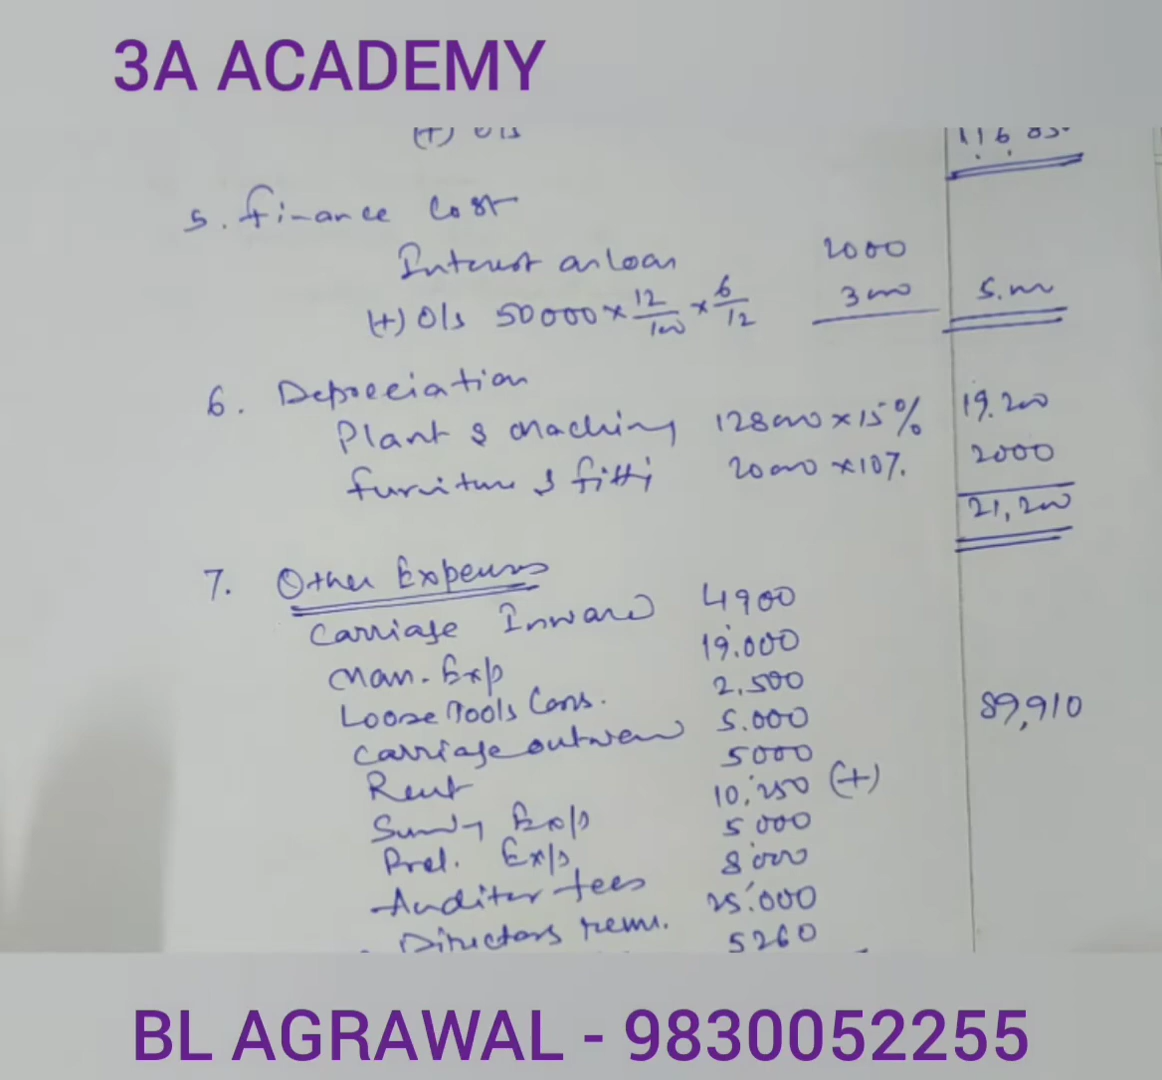 3A ACADEMY
(+) O/s
5. Finance Cost
Interest on loan 2000
(+) O/s 50000 × 12/100 × 6/12 3000 5.000
6. Depreciation
Plant & Machinery 128000 × 15% 19.200
Furniture & fitti 20000 × 10%. 2000
21,200
7. Other Expenses
Carriage Inward 4900
Man. Exp 19.000
Loose Tools Cons. 2,500
89,910
Carriage outward 5.000
Rent 5000
Sundry Exp 10,250 (+)
Prel. Exp 5000
Auditor fees 8000
Directors remu. 25.000
5260
BL AGRAWAL - 9830052255